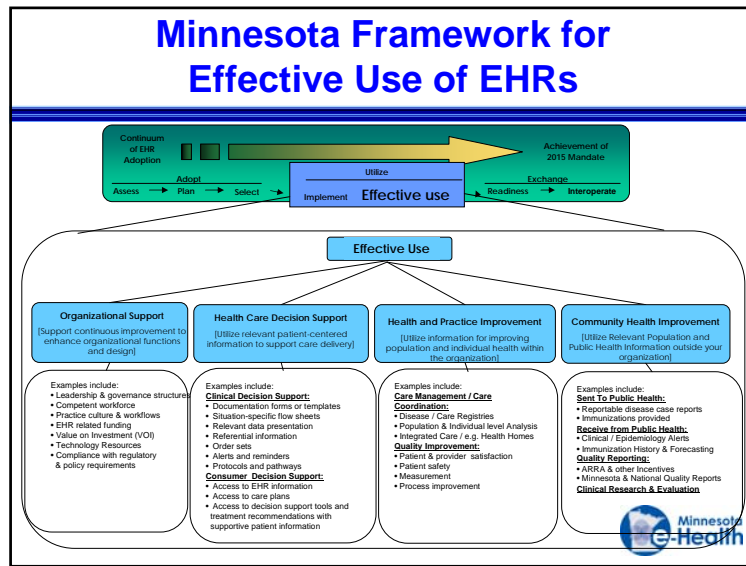 Minnesota Framework for
Effective Use of EHRs
Continuum
of EHR
Adoption
Achievement of
2015 Mandate
Adopt
Assess
Plan
Select
Utilize
Implement
Effective use
Exchange
Readiness
Interoperate
Effective Use
Organizational Support
[Support continuous improvement to
enhance organizational functions
and design]
Examples include:
• Leadership & governance structures
• Competent workforce
• Practice culture & workflows
• EHR related funding
• Value on Investment (VOI)
• Technology Resources
• Compliance with regulatory
& policy requirements
Health Care Decision Support
[Utilize relevant patient-centered
information to support care delivery]
Examples include:
Clinical Decision Support:
• Documentation forms or templates
• Situation-specific flow sheets
• Relevant data presentation
• Referential information
• Order sets
• Alerts and reminders
• Protocols and pathways
Consumer Decision Support:
• Access to EHR information
• Access to care plans
• Access to decision support tools and
treatment recommendations with
supportive patient information
Health and Practice Improvement
[Utilize information for improving
population and individual health within
the organization]
Examples include:
Care Management / Care
Coordination:
• Disease / Care Registries
• Population & Individual level Analysis
• Integrated Care / e.g. Health Homes
Quality Improvement:
• Patient & provider satisfaction
• Patient safety
• Measurement
• Process improvement
Community Health Improvement
[Utilize Relevant Population and
Public Health Information outside your
organization]
Examples include:
Sent To Public Health:
• Reportable disease case reports
• Immunizations provided
Receive from Public Health:
• Clinical / Epidemiology Alerts
• Immunization History & Forecasting
Quality Reporting:
• ARRA & other Incentives
• Minnesota & National Quality Reports
Clinical Research & Evaluation
Minnesota
e-Health